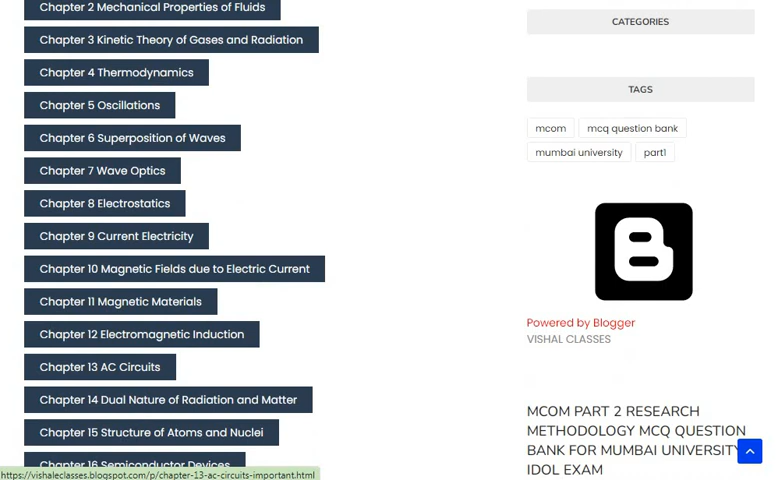 Chapter 2 Mechanical Properties of Fluids
Chapter 3 Kinetic Theory of Gases and Radiation
Chapter 4 Thermodynamics
Chapter 5 Oscillations
Chapter 6 Superposition of Waves
Chapter 7 Wave Optics
Chapter 8 Electrostatics
Chapter 9 Current Electricity
Chapter 10 Magnetic Fields due to Electric Current
Chapter 11 Magnetic Materials
Chapter 12 Electromagnetic Induction
Chapter 13 AC Circuits
Chapter 14 Dual Nature of Radiation and Matter
Chapter 15 Structure of Atoms and Nuclei
Chapter 16 Semiconductor Devices
https://vishaleclasses.blogspot.com/p/chapter-13-ac-circuits-important.html
CATEGORIES
TAGS
mcom mcq question bank
mumbai university part1
Powered by Blogger
VISHAL CLASSES
MCOM PART 2 RESEARCH
METHODOLOGY MCQ QUESTION
BANK FOR MUMBAI UNIVERSITY
IDOL EXAM